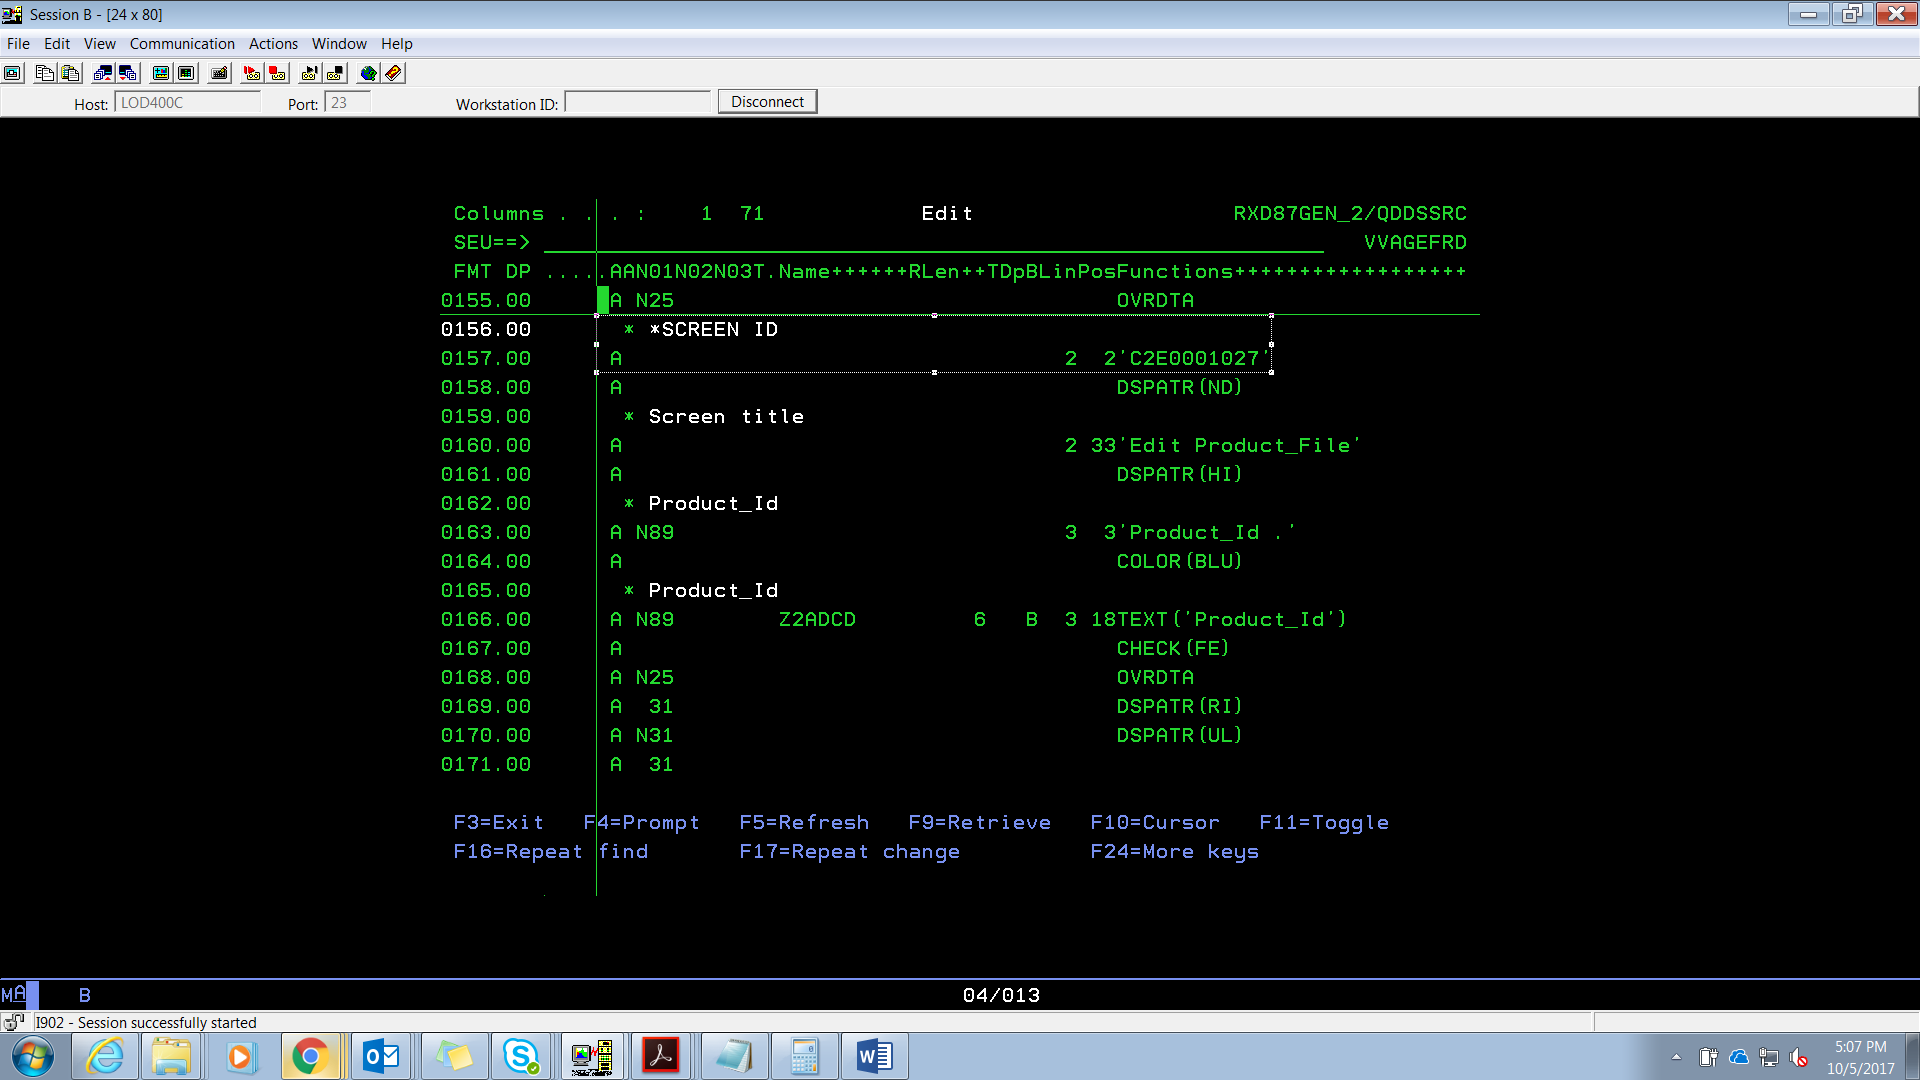 Session B - [24 x 80]
File Edit View Communication Actions Window Help
Host: LOD400C Port: 23 Workstation ID: Disconnect
Columns . . . : 1 71 Edit RXD87GEN_2/QDDSSRC
SEU==> VVAGEFRD
FMT DP .....AAN01N02N03T.Name++++++RLen++TDpBLinPosFunctions++++++++++++++++++
0155.00 A N25 OVRDTA
0156.00 * *SCREEN ID
0157.00 A 2 2'C2E0001027'
0158.00 A DSPATR(ND)
0159.00 * Screen title
0160.00 A 2 33'Edit Product_File'
0161.00 A DSPATR(HI)
0162.00 * Product_Id
0163.00 A N89 3 3'Product_Id .'
0164.00 A COLOR(BLU)
0165.00 * Product_Id
0166.00 A N89 Z2ADCD 6 B 3 18TEXT('Product_Id')
0167.00 A CHECK(FE)
0168.00 A N25 OVRDTA
0169.00 A 31 DSPATR(RI)
0170.00 A N31 DSPATR(UL)
0171.00 A 31
F3=Exit F4=Prompt F5=Refresh F9=Retrieve F10=Cursor F11=Toggle
F16=Repeat find F17=Repeat change F24=More keys
MA B 04/013
I902 - Session successfully started
5:07 PM
10/5/2017